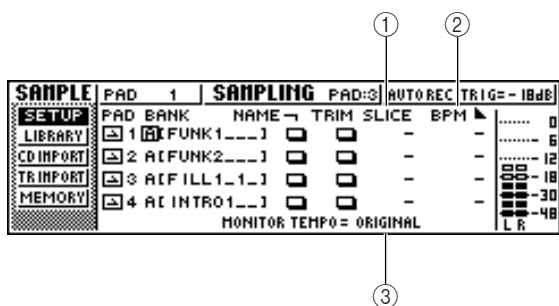 ① ②
SAMPLE PAD 1 SAMPLING PAD:3 AUTO REC TRIG=-18dB
SETUP PAD BANK NAME TRIM SLICE BPM 0
LIBRARY 1 A[FUNK1___] - - 6
CD IMPORT 2 A[FUNK2___] - - 12
TR IMPORT 3 A[FILL1_1_] - - 18
MEMORY 4 A[INTRO1__] - - -30
MONITOR TEMPO= ORIGINAL -48
L R
③